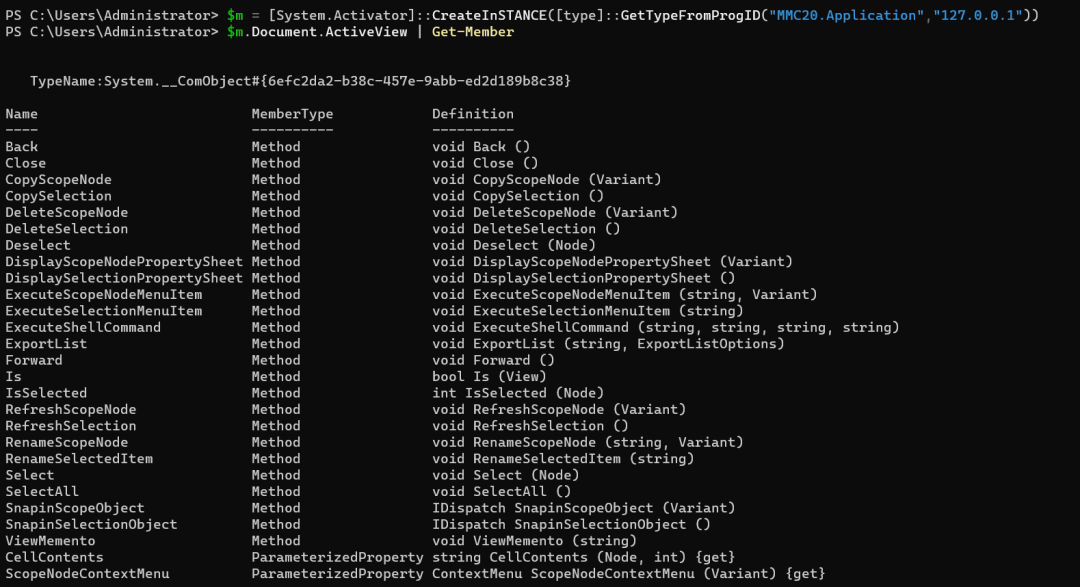 PS C:\Users\Administrator> $m = [System.Activator]::CreateInSTANCE([type]::GetTypeFromProgID("MMC20.Application","127.0.0.1"))
PS C:\Users\Administrator> $m.Document.ActiveView | Get-Member
TypeName:System.__ComObject#{6efc2da2-b38c-457e-9abb-ed2d189b8c38}
Name MemberType Definition
---- ---------- ----------
Back Method void Back ()
Close Method void Close ()
CopyScopeNode Method void CopyScopeNode (Variant)
CopySelection Method void CopySelection ()
DeleteScopeNode Method void DeleteScopeNode (Variant)
DeleteSelection Method void DeleteSelection ()
Deselect Method void Deselect (Node)
DisplayScopeNodePropertySheet Method void DisplayScopeNodePropertySheet (Variant)
DisplaySelectionPropertySheet Method void DisplaySelectionPropertySheet ()
ExecuteScopeNodeMenuItem Method void ExecuteScopeNodeMenuItem (string, Variant)
ExecuteSelectionMenuItem Method void ExecuteSelectionMenuItem (string)
ExecuteShellCommand Method void ExecuteShellCommand (string, string, string, string)
ExportList Method void ExportList (string, ExportListOptions)
Forward Method void Forward ()
Is Method bool Is (View)
IsSelected Method int IsSelected (Node)
RefreshScopeNode Method void RefreshScopeNode (Variant)
RefreshSelection Method void RefreshSelection ()
RenameScopeNode Method void RenameScopeNode (string, Variant)
RenameSelectedItem Method void RenameSelectedItem (string)
Select Method void Select (Node)
SelectAll Method void SelectAll ()
SnapinScopeObject Method IDispatch SnapinScopeObject (Variant)
SnapinSelectionObject Method IDispatch SnapinSelectionObject ()
ViewMemento Method void ViewMemento (string)
CellContents ParameterizedProperty string CellContents (Node, int) {get}
ScopeNodeContextMenu ParameterizedProperty ContextMenu ScopeNodeContextMenu (Variant) {get}